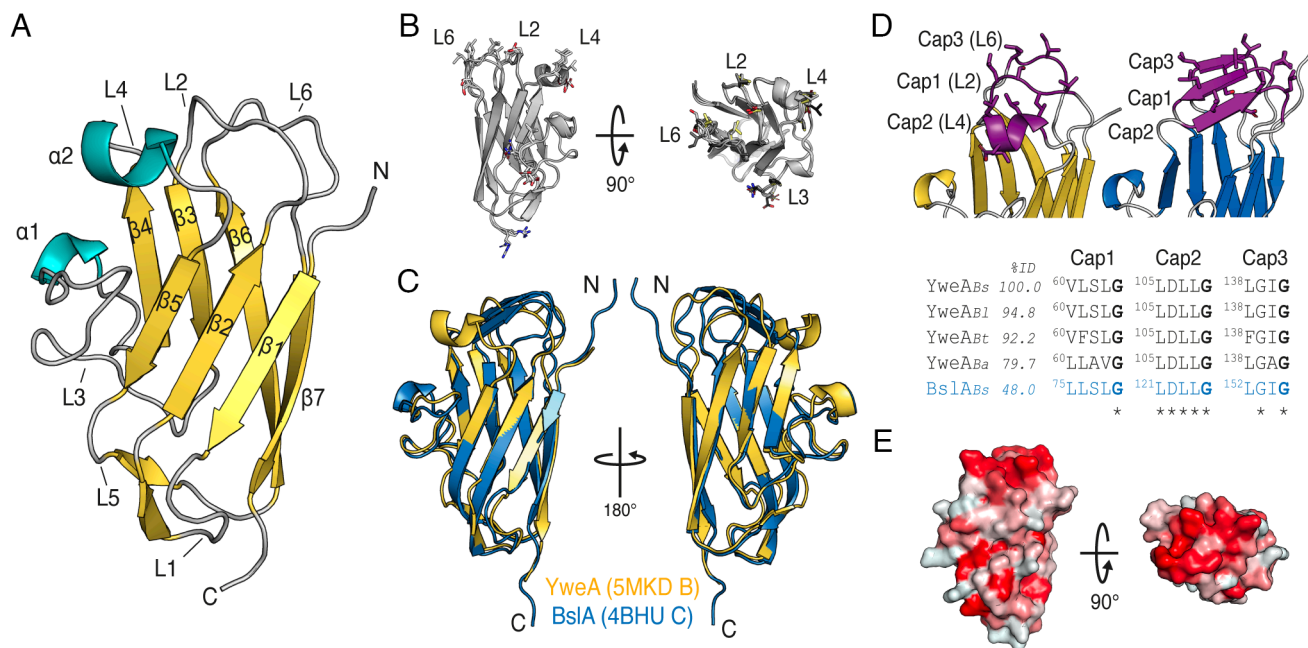 A
L2
L4
L6
α2
N
α1
β4
β3
β6
β5
β2
β1
β7
L3
L5
L1
C
B
L6
L2
L4
90°
L2
L4
L6
L3
C
N
N
180°
YweA (5MKD B)
BslA (4BHU C)
C
C
D
Cap3 (L6)
Cap1 (L2)
Cap2 (L4)
Cap3
Cap1
Cap2
%ID Cap1 Cap2 Cap3
YweABs 100.0 60VLSLG 105LDLLG 138LGIG
YweABl 94.8 60VLSLG 105LDLLG 138LGIG
YweABt 92.2 60VFSLG 105LDLLG 138FGIG
YweABa 79.7 60LLAVG 105LDLLG 138LGAG
BslABs 48.0 75LLSLG 121LDLLG 152LGIG
* ***** * *
E
90°